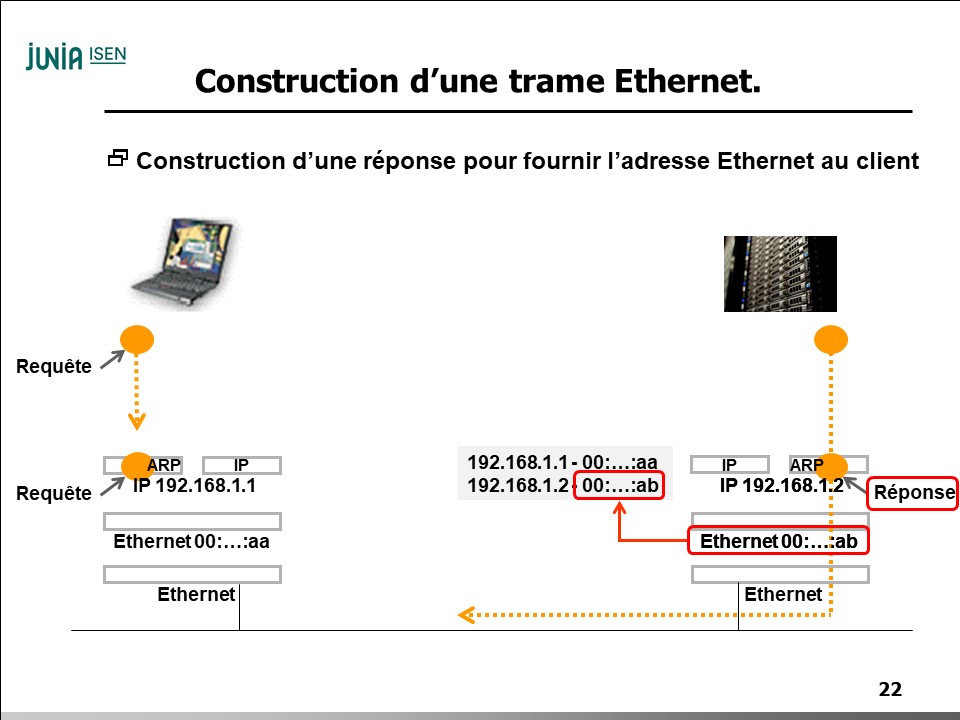 JUNIA ISEN
Construction d’une trame Ethernet.
Construction d’une réponse pour fournir l’adresse Ethernet au client
Requête
ARP
IP
IP 192.168.1.1
Requête
Ethernet 00:…:aa
Ethernet
192.168.1.1 - 00:…:aa
192.168.1.2 - 00:…:ab
IP
ARP
IP 192.168.1.2
Réponse
Ethernet 00:…:ab
Ethernet
22